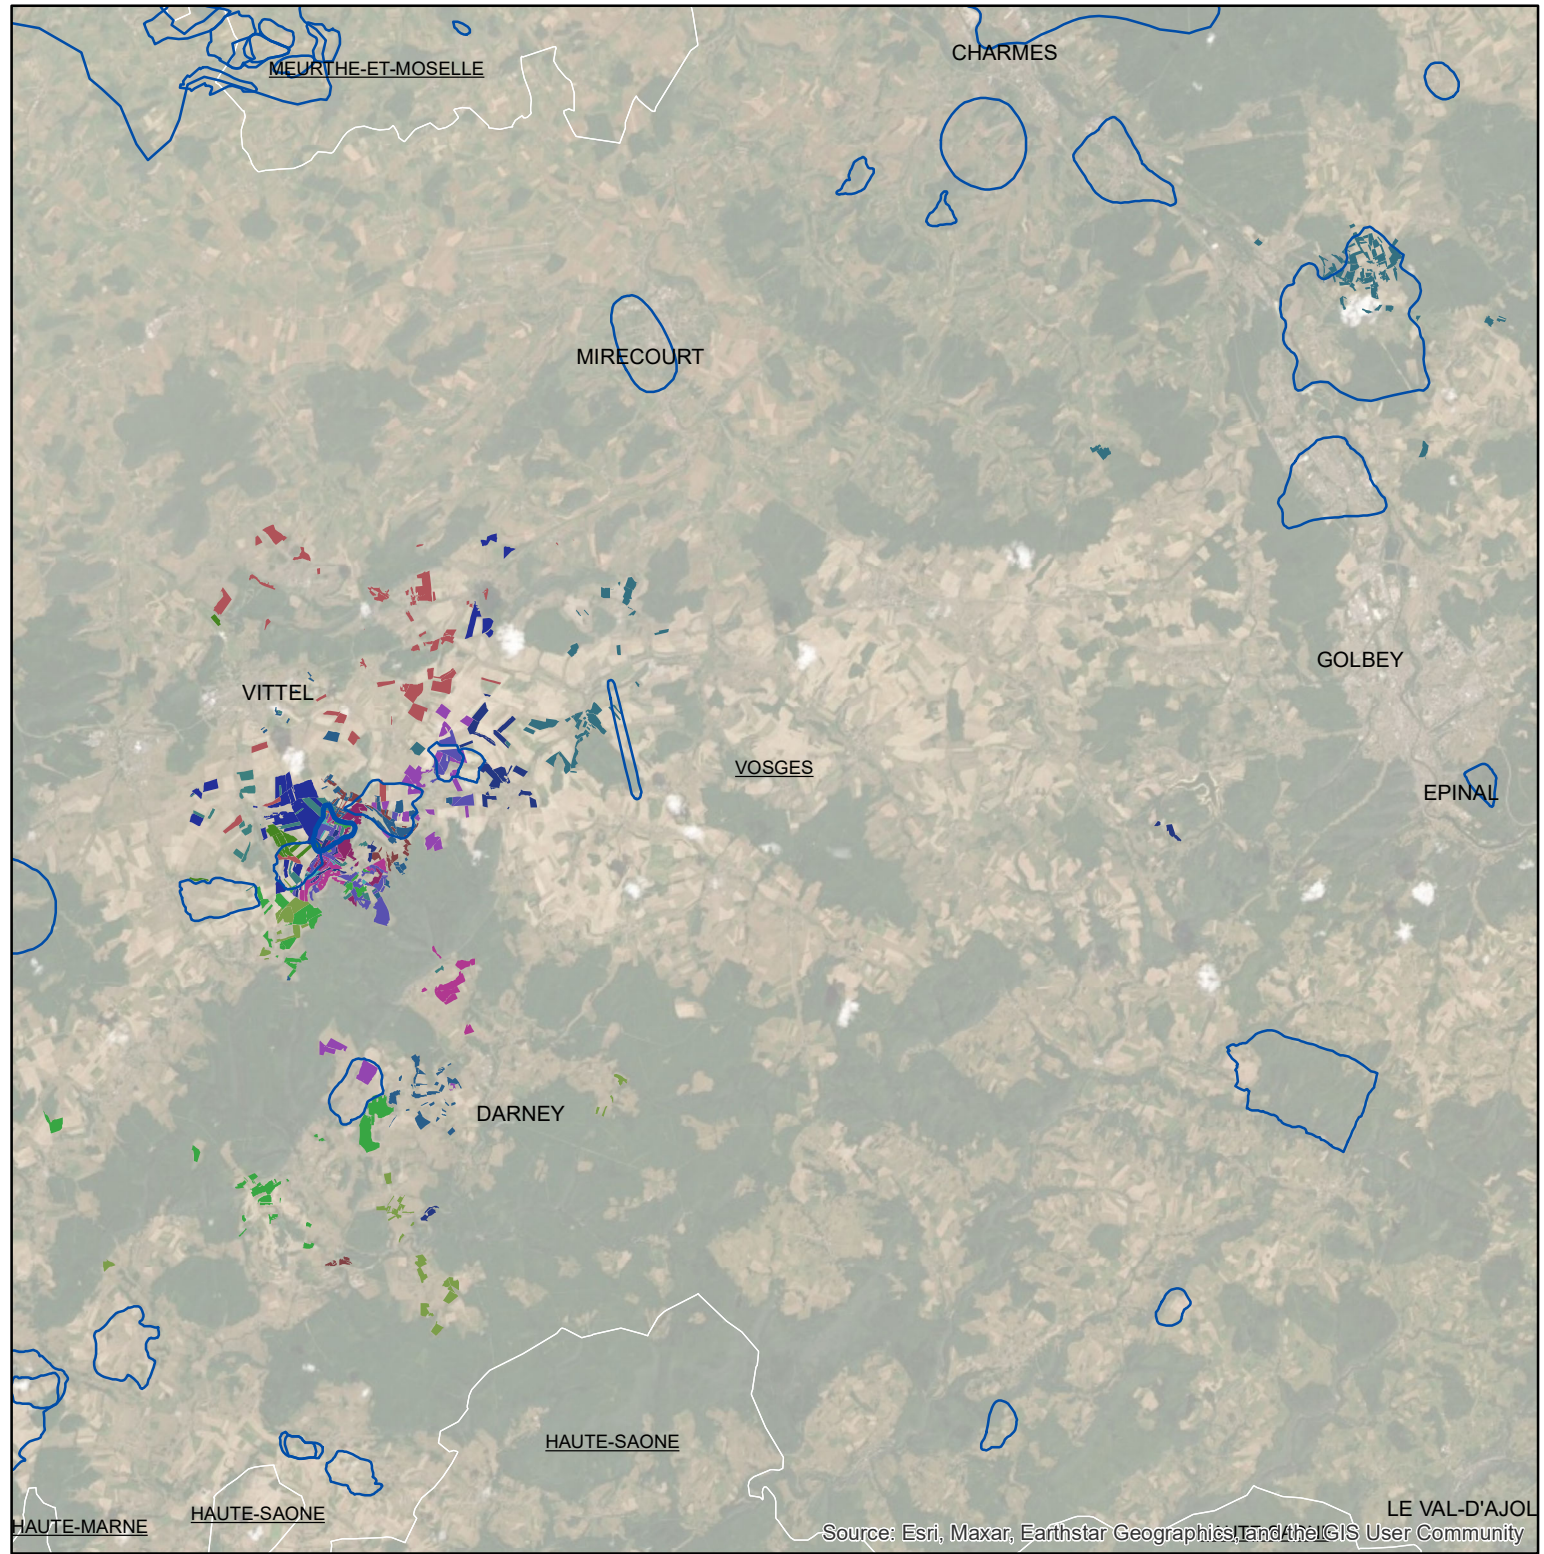 CHARMES
MEURTHE-ET-MOSELLE
MIRECOURT
GOLBEY
VITTEL
VOSGES
EPINAL
DARNEY
HAUTE-SAONE
LE VAL-D'AJOL
HAUTE-SAONE
HAUTE-MARNE
Source: Esri, Maxar, Earthstar Geographics, and the GIS User Community